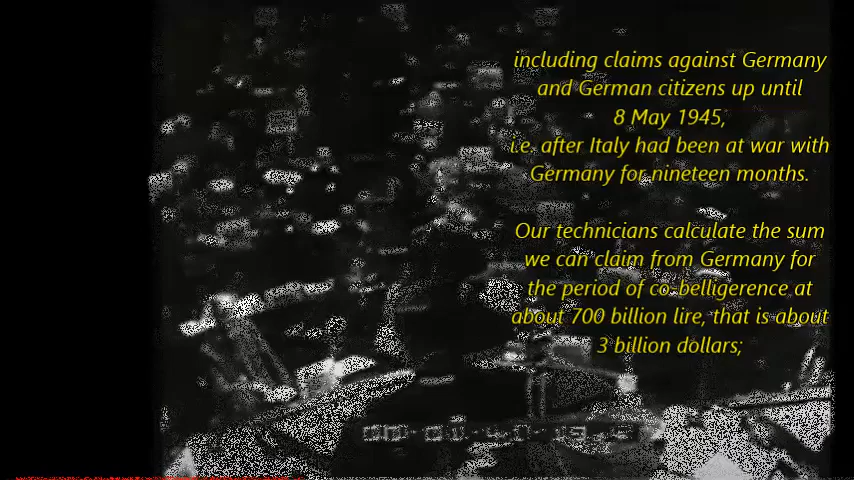 including claims against Germany
and German citizens up until
8 May 1945,
i.e. after Italy had been at war with
Germany for nineteen months.
Our technicians calculate the sum
we can claim from Germany for
the period of co-belligerence at
about 700 billion lire, that is about
3 billion dollars;